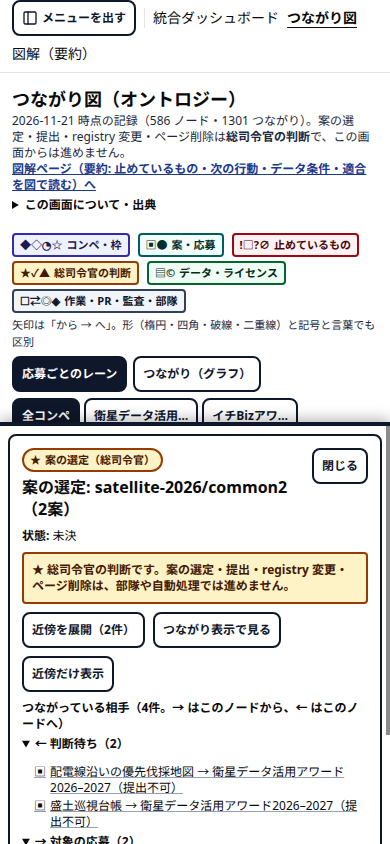 メニューを出す 統合ダッシュボード つながり図
図解（要約）
つながり図（オントロジー）
2026-11-21 時点の記録（586 ノード・1301 つながり）。案の選
定・提出・registry 変更・ページ削除は総司令官の判断で、この画
面からは進めません。
図解ページ（要約: 止めているもの・次の行動・データ条件・適合
を図で読む）へ
▶ この画面について・出典
◆◇◔☆ コンペ・枠 ▣● 案・応募 !□?⊘ 止めているもの
★✓▲ 総司令官の判断 ▤© データ・ライセンス
□⇄◎◆ 作業・PR・監査・部隊
矢印は「から → へ」。形（楕円・四角・破線・二重線）と記号と言葉でも
区別
応募ごとのレーン つながり（グラフ）
全コンペ 衛星データ活用... イチBizアワ...
★ 案の選定（総司令官） 閉じる
案の選定: satellite-2026/common2
（2案）
状態: 未決
★ 総司令官の判断です。案の選定・提出・registry 変更・
ページ削除は、部隊や自動処理では進めません。
近傍を展開（2件） つながり表示で見る
近傍だけ表示
つながっている相手（4件。→ はこのノードから、← はこのノ
ードへ）
▼ ← 判断待ち（2）
▣ 配電線沿いの優先伐採地図 → 衛星データ活用アワード
2026–2027（提出不可）
▣ 盛土巡視台帳 → 衛星データ活用アワード2026–2027（提
出不可）
▼ → 対象の応募（2）